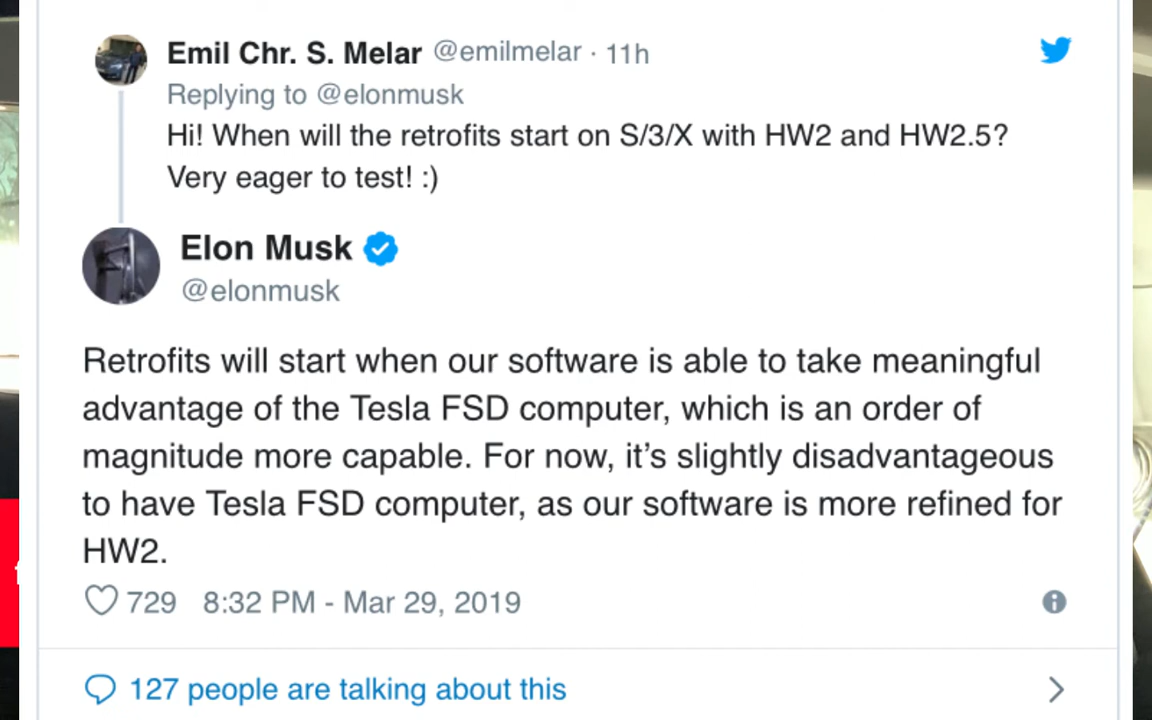 Emil Chr. S. Melar @emilmelar · 11h
Replying to @elonmusk
Hi! When will the retrofits start on S/3/X with HW2 and HW2.5?
Very eager to test! :)
Elon Musk
@elonmusk
Retrofits will start when our software is able to take meaningful
advantage of the Tesla FSD computer, which is an order of
magnitude more capable. For now, it’s slightly disadvantageous
to have Tesla FSD computer, as our software is more refined for
HW2.
729 8:32 PM - Mar 29, 2019
127 people are talking about this